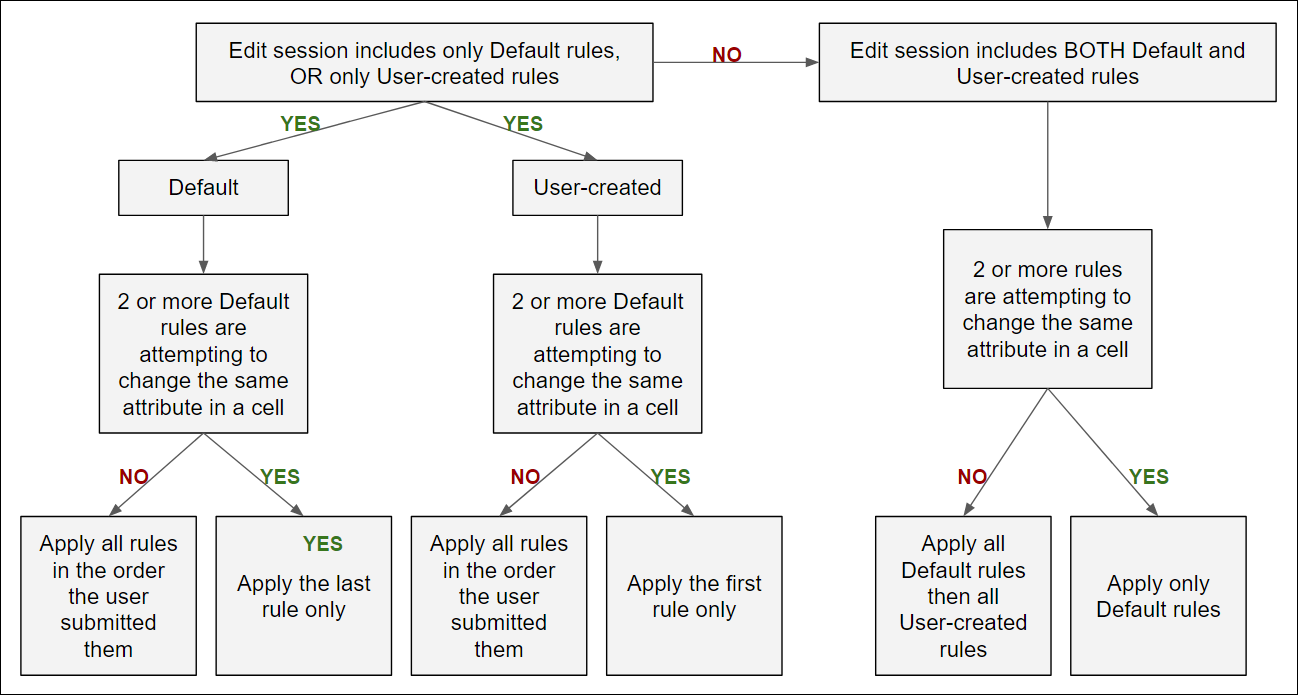 Edit session includes only Default rules,
OR only User-created rules
NO
Edit session includes BOTH Default and
User-created rules
YES
YES
Default
User-created
2 or more Default
rules are
attempting to
change the same
attribute in a cell
2 or more Default
rules are
attempting to
change the same
attribute in a cell
2 or more rules
are attempting to
change the same
attribute in a cell
NO
YES
NO
YES
NO
YES
Apply all rules
in the order
the user
submitted
them
YES
Apply the last
rule only
Apply all rules
in the order
the user
submitted
them
Apply the first
rule only
Apply all
Default rules
then all
User-created
rules
Apply only
Default rules